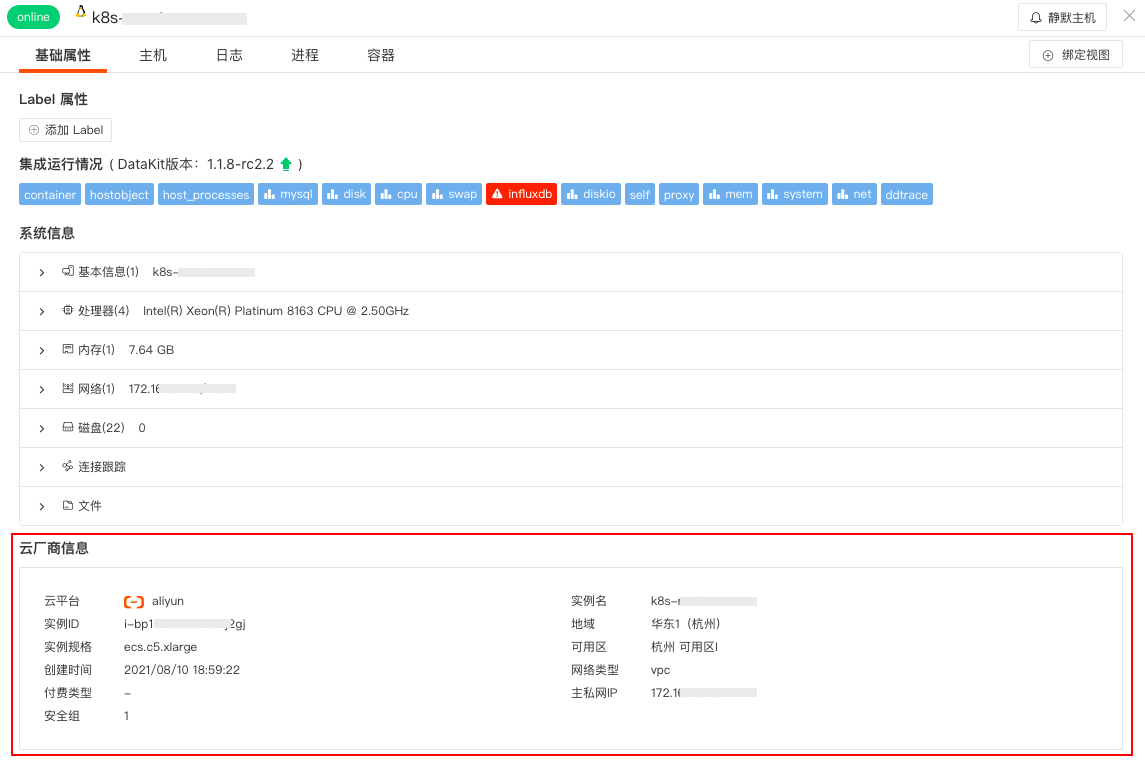 online k8s- 静默主机
基础属性 主机 日志 进程 容器 绑定视图
Label 属性
添加 Label
集成运行情况 ( DataKit版本: 1.1.8-rc2.2 )
container hostobject host_processes mysql disk cpu swap influxdb diskio self proxy mem system net ddtrace
系统信息
基本信息(1) k8s-
处理器(4) Intel(R) Xeon(R) Platinum 8163 CPU @ 2.50GHz
内存(1) 7.64 GB
网络(1) 172.16
磁盘(22) 0
连接跟踪
文件
云厂商信息
云平台 aliyun 实例名 k8s-
实例ID i-bp1 2gj 地域 华东1（杭州）
实例规格 ecs.c5.xlarge 可用区 杭州 可用区I
创建时间 2021/08/10 18:59:22 网络类型 vpc
付费类型 – 主私网IP 172.16
安全组 1